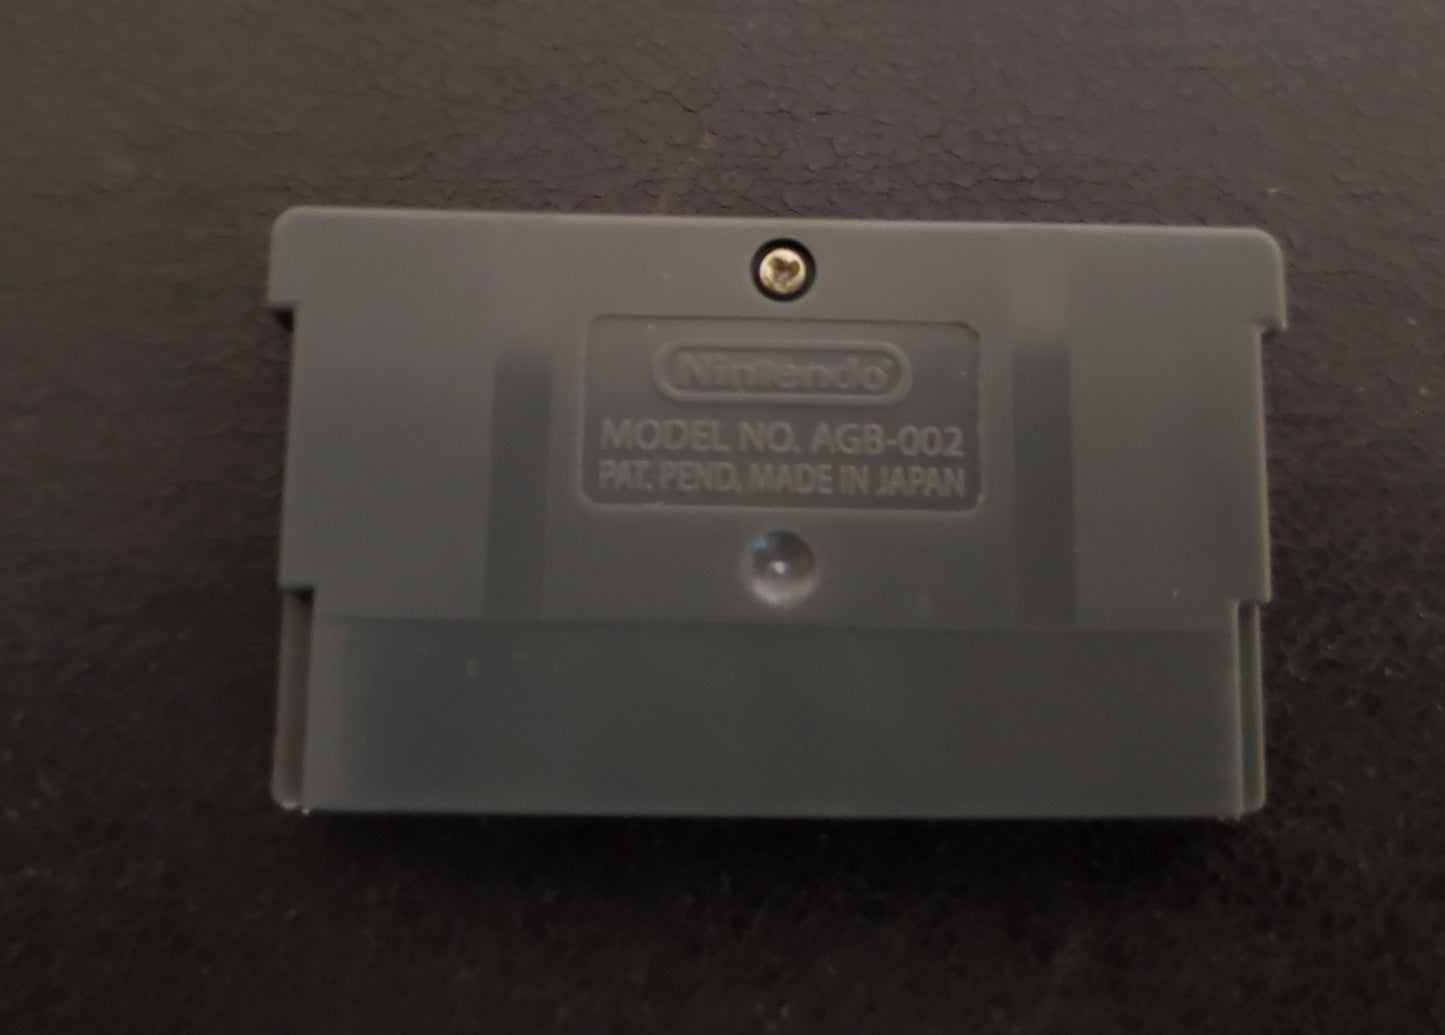 Nintendo®
MODEL NO. AGB-002
PAT. PEND. MADE IN JAPAN